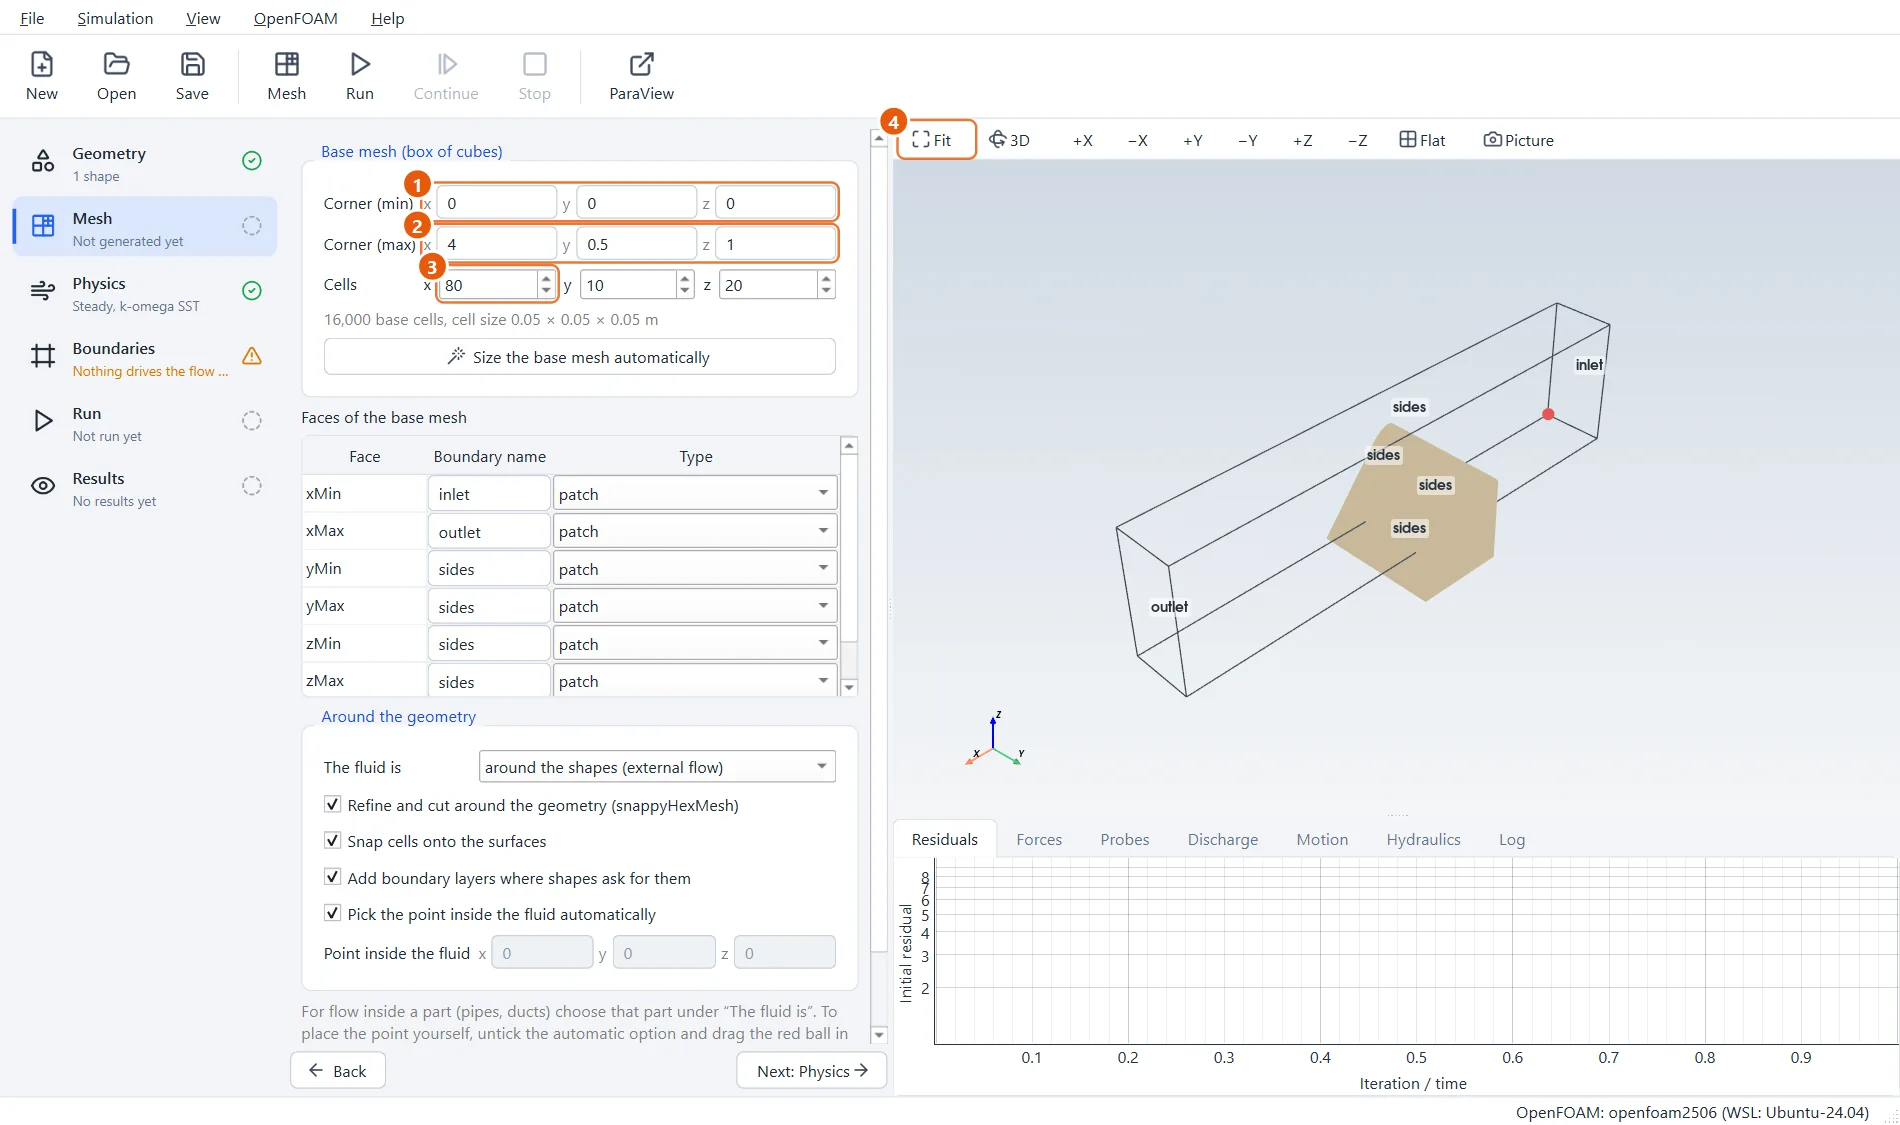 File Simulation View OpenFOAM Help
New Open Save Mesh Run Continue Stop ParaView
Geometry
1 shape
Mesh
Not generated yet
Physics
Steady, k-omega SST
Boundaries
Nothing drives the flow ...
Run
Not run yet
Results
No results yet
Base mesh (box of cubes)
1
Corner (min) x 0 y 0 z 0
2
Corner (max) x 4 y 0.5 z 1
3
Cells x 80 y 10 z 20
16,000 base cells, cell size 0.05 × 0.05 × 0.05 m
Size the base mesh automatically
Faces of the base mesh
Face Boundary name Type
xMin inlet patch
xMax outlet patch
yMin sides patch
yMax sides patch
zMin sides patch
zMax sides patch
Around the geometry
The fluid is around the shapes (external flow)
Refine and cut around the geometry (snappyHexMesh)
Snap cells onto the surfaces
Add boundary layers where shapes ask for them
Pick the point inside the fluid automatically
Point inside the fluid x 0 y 0 z 0
For flow inside a part (pipes, ducts) choose that part under “The fluid is”. To
place the point yourself, untick the automatic option and drag the red ball in
Back Next: Physics
4
Fit 3D +X −X +Y −Y +Z −Z Flat Picture
inlet
sides
sides
sides
sides
outlet
Z
X Y
Residuals Forces Probes Discharge Motion Hydraulics Log
8
7
6
5
4
3
2
Initial residual
0.1 0.2 0.3 0.4 0.5 0.6 0.7 0.8 0.9
Iteration / time
OpenFOAM: openfoam2506 (WSL: Ubuntu-24.04)